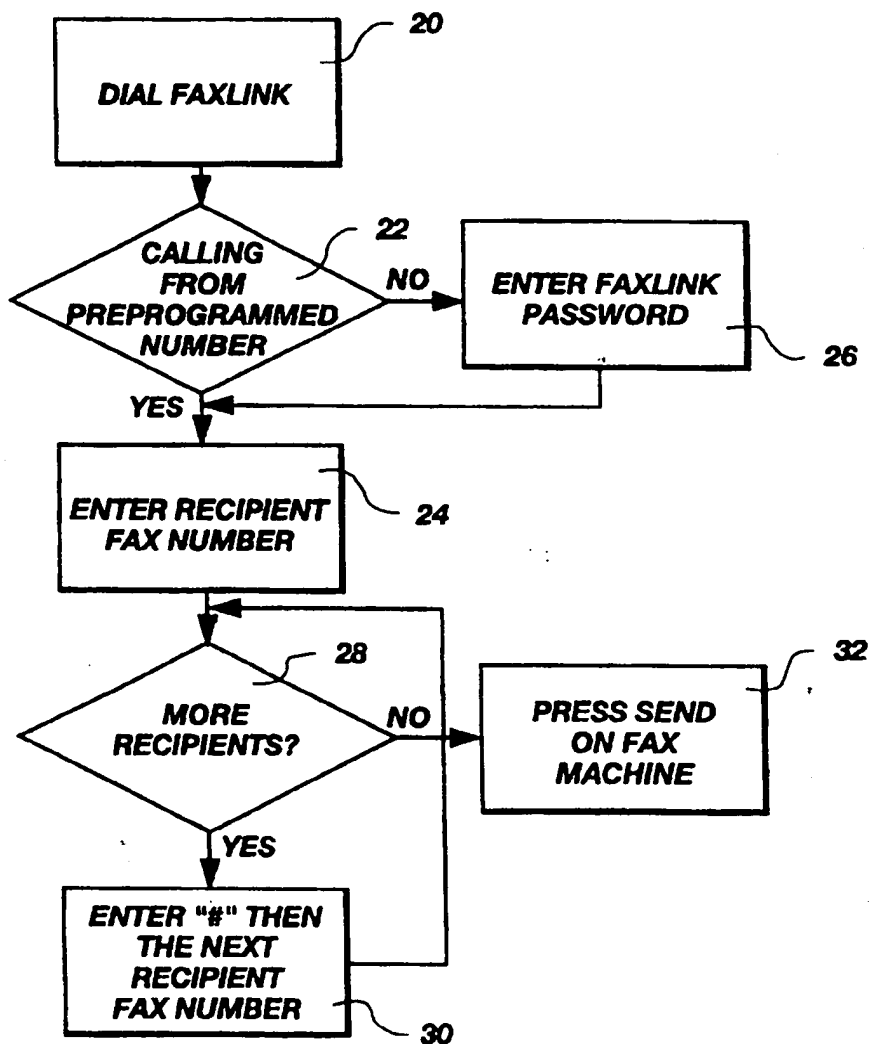 20
DIAL FAXLINK
22
CALLING
FROM
PREPROGRAMMED
NUMBER
NO
ENTER FAXLINK
PASSWORD
26
YES
ENTER RECIPIENT
FAX NUMBER
24
28
MORE
RECIPIENTS?
NO
32
PRESS SEND
ON FAX
MACHINE
YES
ENTER "#" THEN
THE NEXT
RECIPIENT
FAX NUMBER
30